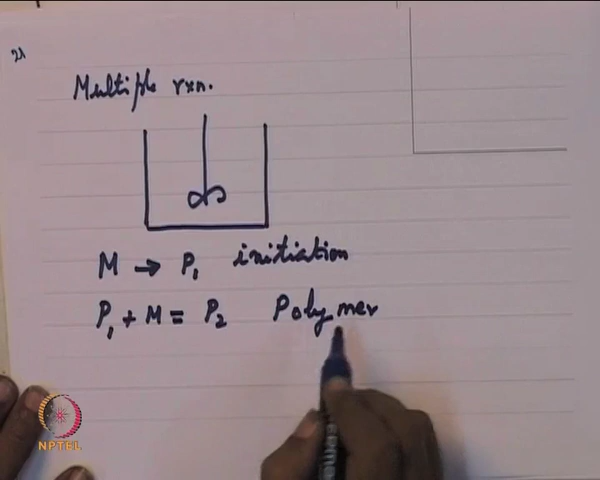 21
Multiple rxn.
M → P₁ initiation
P₁ + M = P₂ Polymer
NPTEL